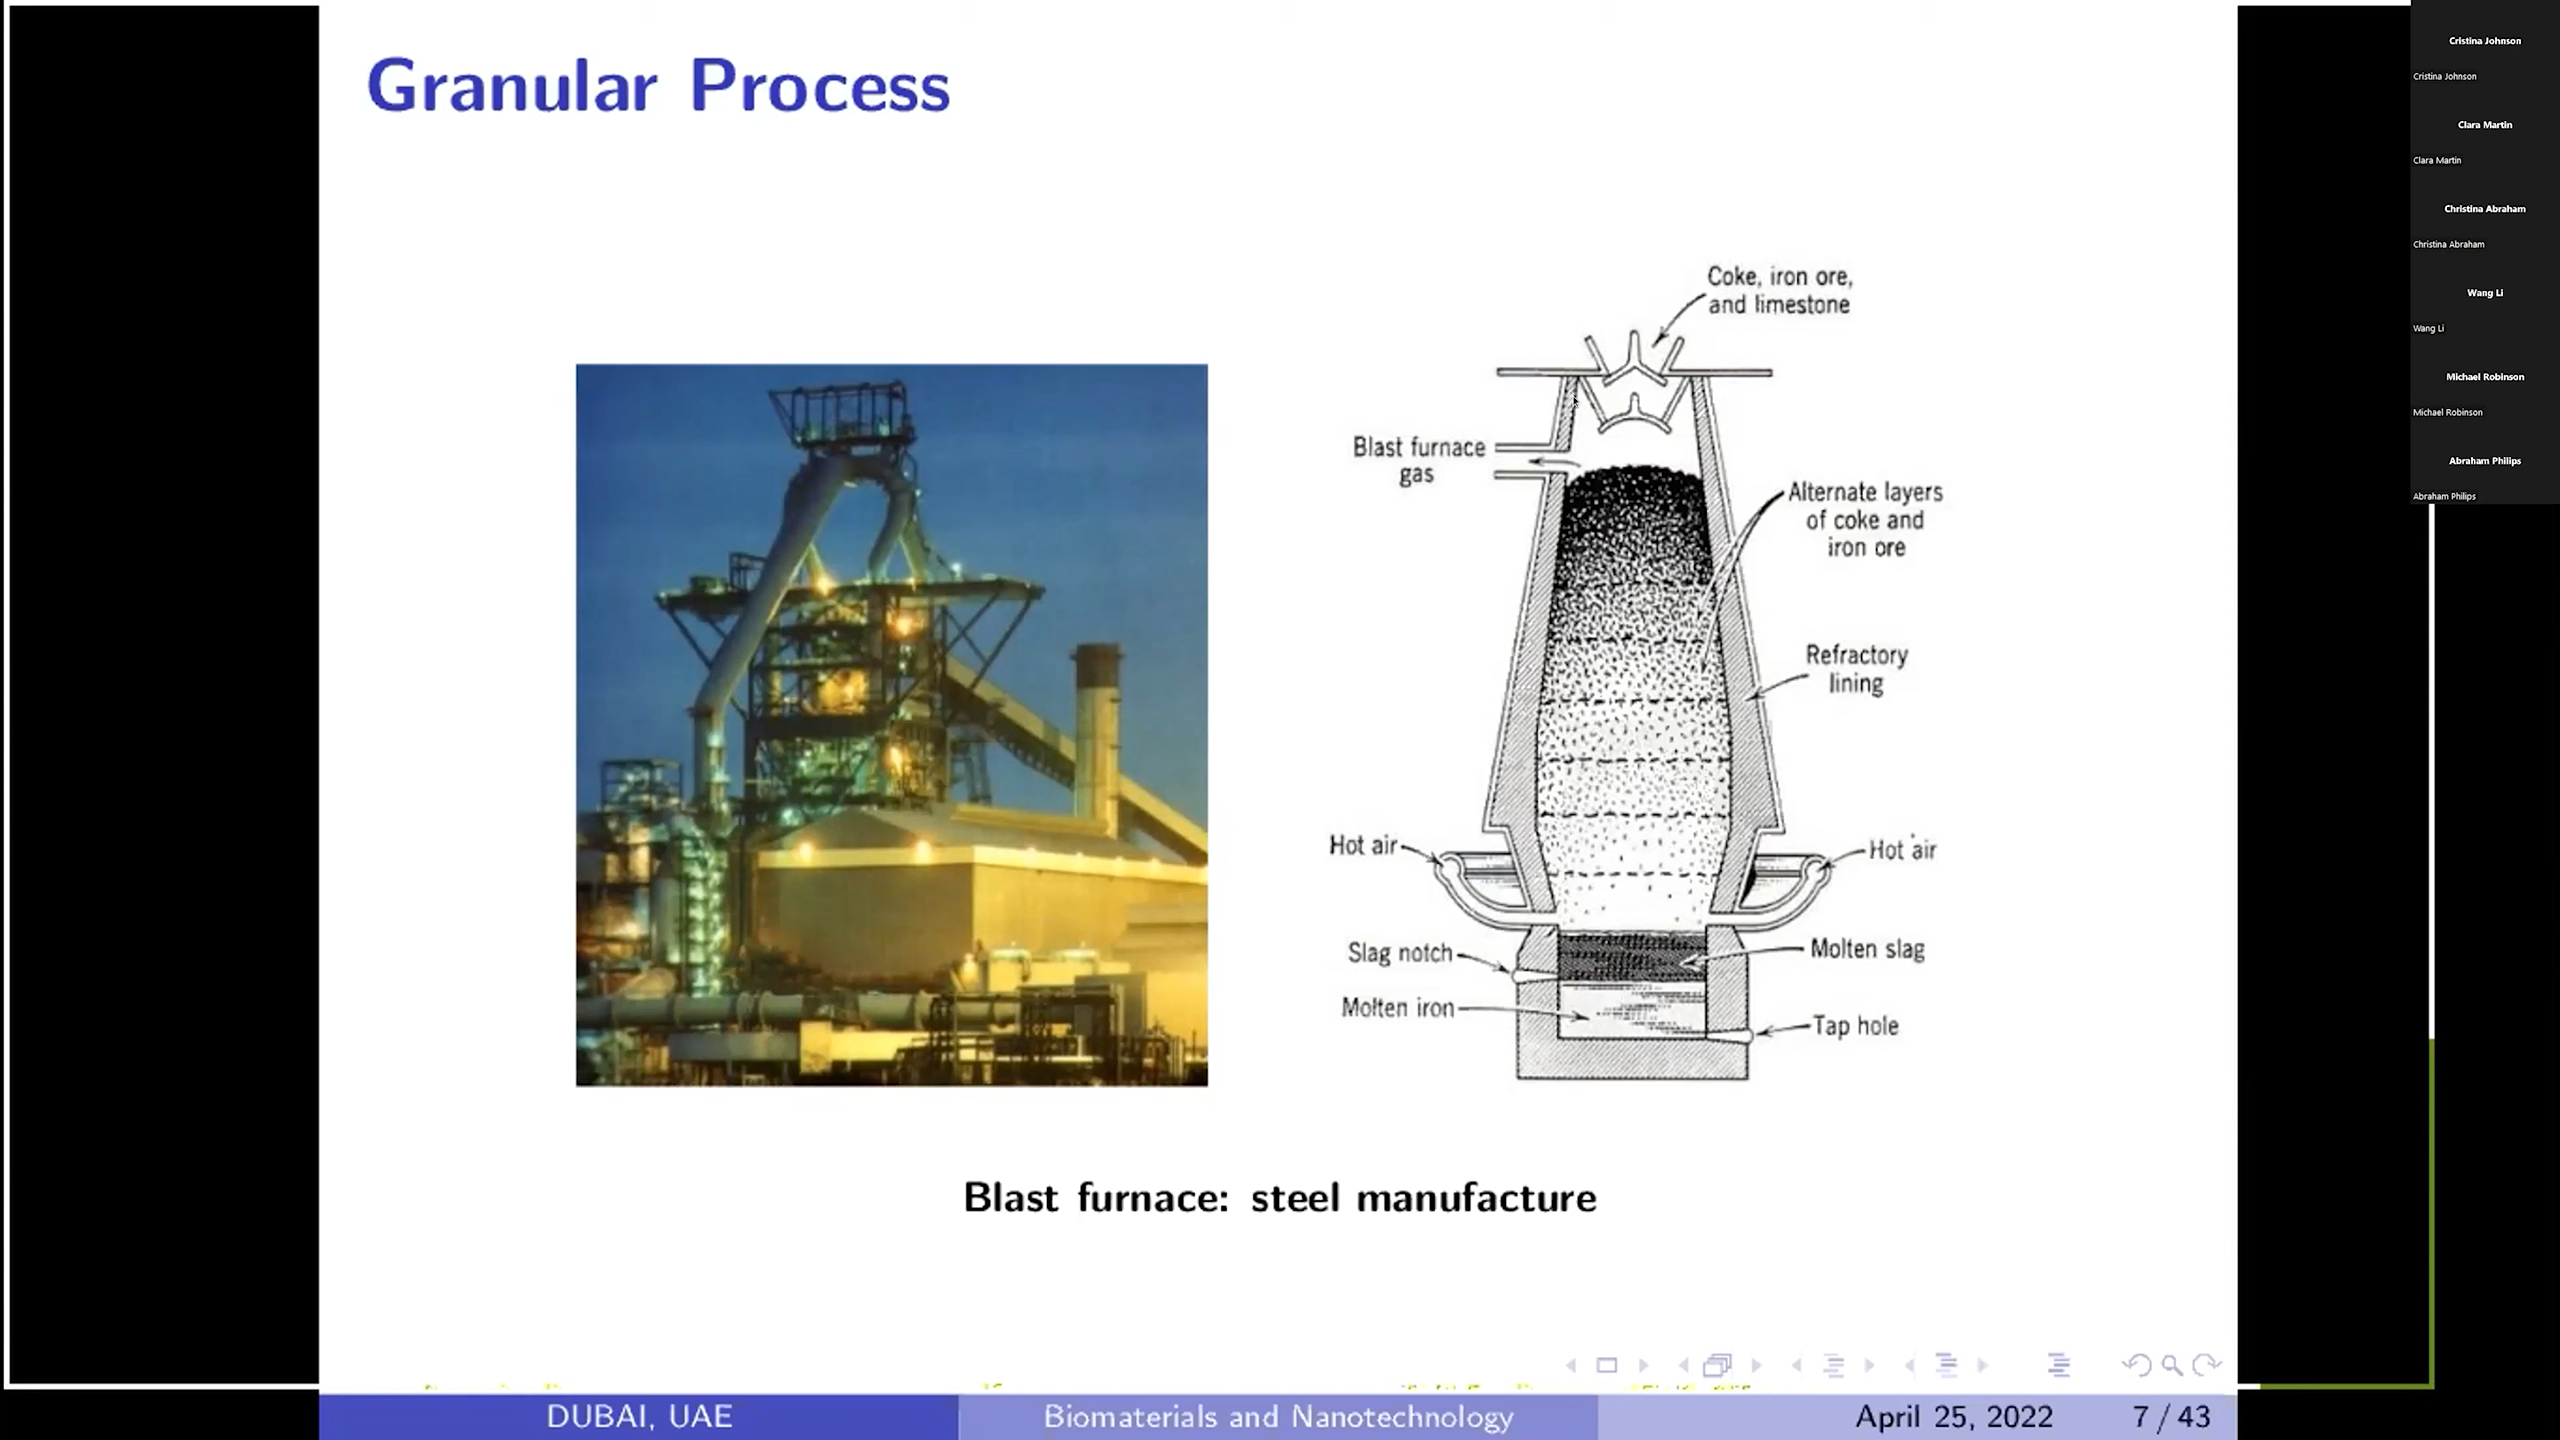 Granular Process
Coke, iron ore,
and limestone
Blast furnace
gas
Alternate layers
of coke and
iron ore
Refractory
lining
Hot air
Hot air
Slag notch
Molten slag
Molten iron
Tap hole
Blast furnace: steel manufacture
DUBAI, UAE
Biomaterials and Nanotechnology
April 25, 2022
7 / 43
Cristina Johnson
Cristina Johnson
Clara Martin
Clara Martin
Christina Abraham
Christina Abraham
Wang Li
Wang Li
Michael Robinson
Michael Robinson
Abraham Philips
Abraham Philips